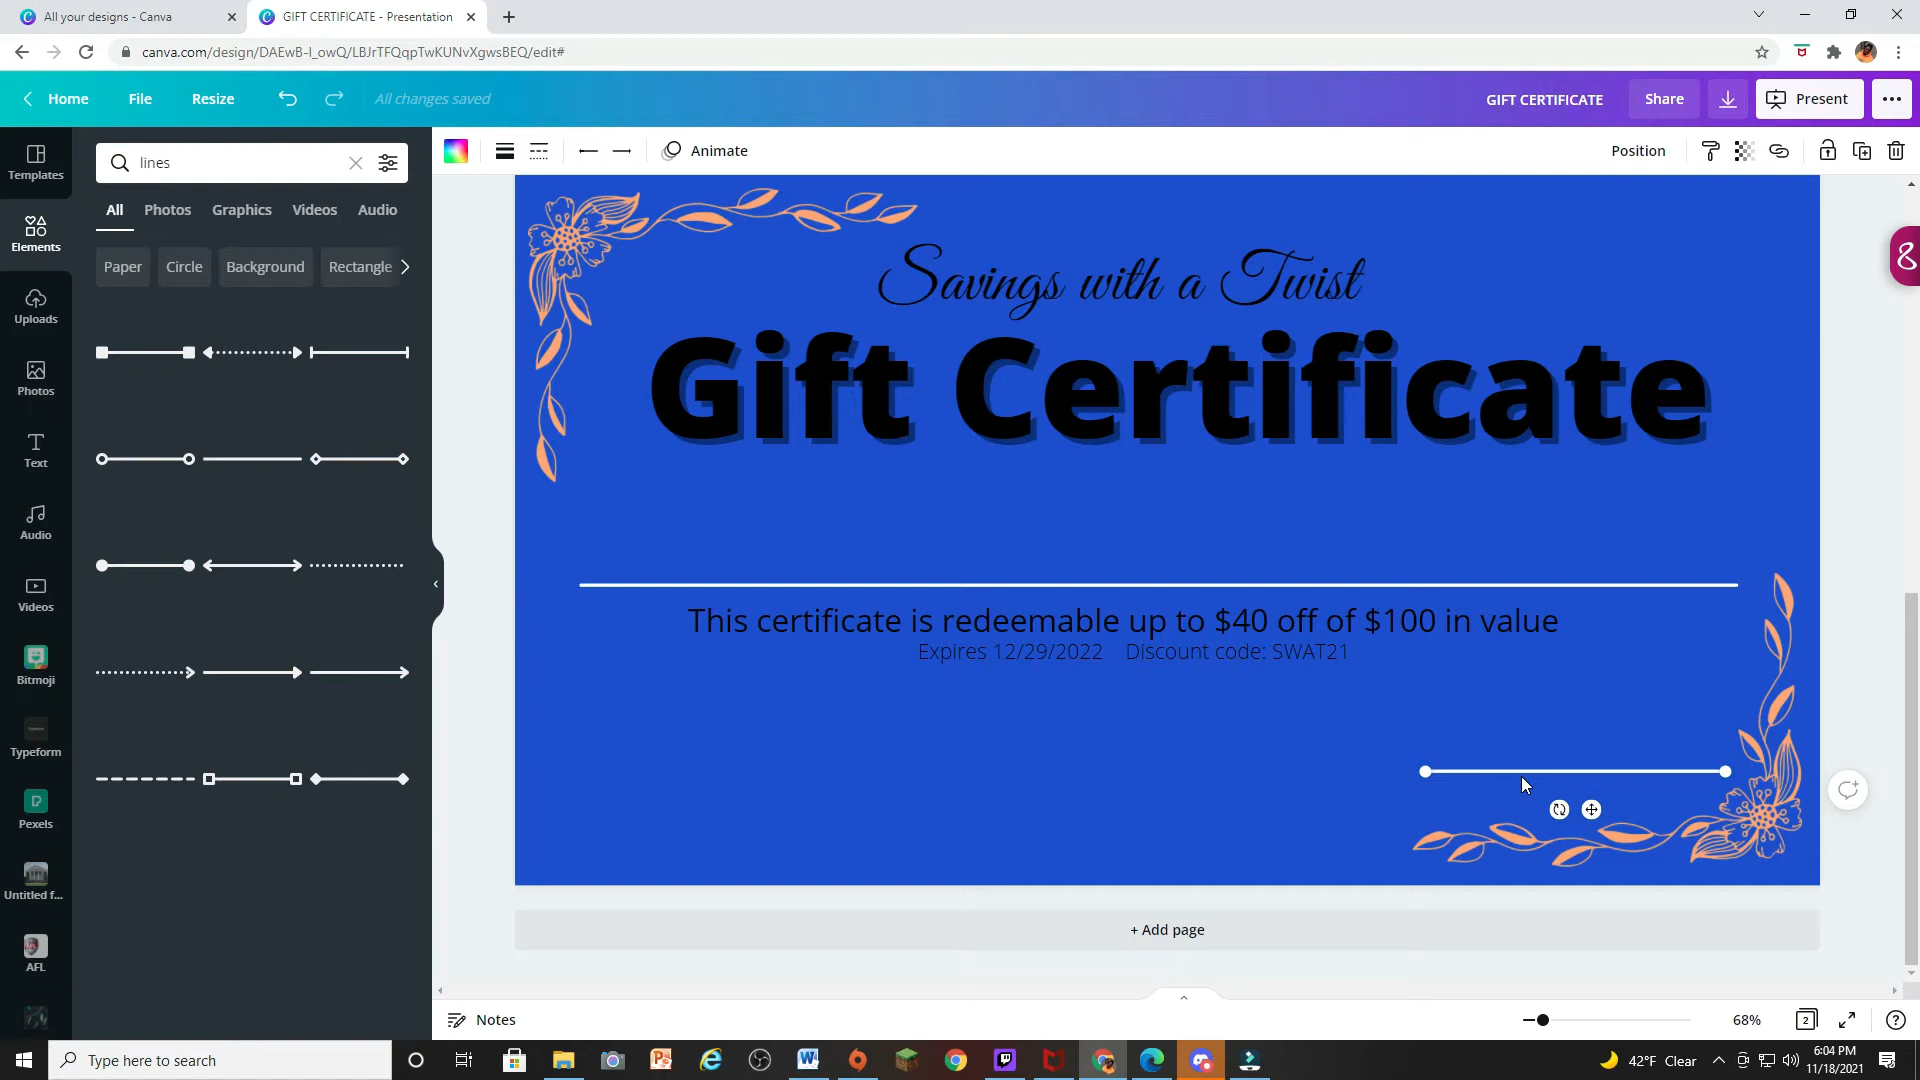 All your designs - Canva
GIFT CERTIFICATE - Presentation
canva.com/design/DAEwB-l_owQ/LBJrTFQqpTwKUNvXgwsBEQ/edit#
Home
File
Resize
All changes saved
GIFT CERTIFICATE
Share
Present
lines
Animate
Position
All
Photos
Graphics
Videos
Audio
Paper
Circle
Background
Rectangle
Templates
Elements
Uploads
Photos
Text
Audio
Videos
Bitmoji
Typeform
Pexels
Untitled f...
AFL
Savings with a Twist
Gift Certificate
This certificate is redeemable up to $40 off of $100 in value
Expires 12/29/2022 Discount code: SWAT21
+ Add page
Notes
68%
2
Type here to search
42°F Clear
6:04 PM
11/18/2021